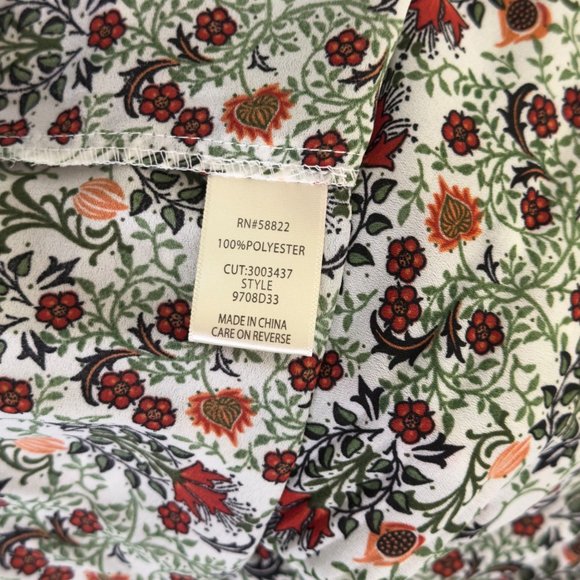 RN#58822
100%POLYESTER
CUT:3003437
STYLE
9708D33
MADE IN CHINA
CARE ON REVERSE